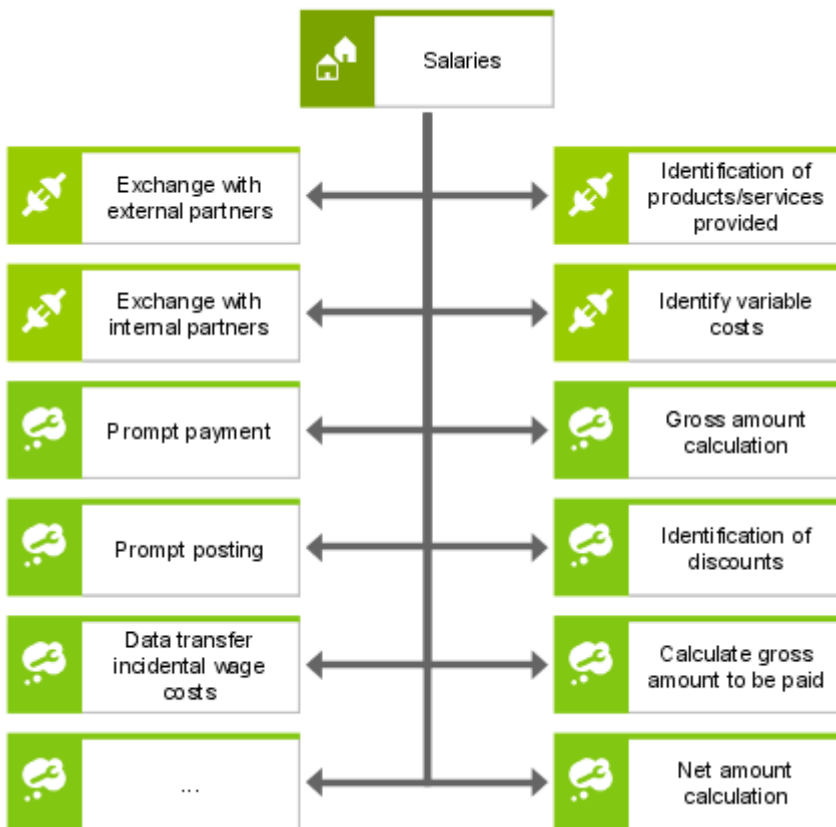 Salaries
Exchange with
external partners
Identification of
products/services
provided
Exchange with
internal partners
Identify variable
costs
Prompt payment
Gross amount
calculation
Prompt posting
Identification of
discounts
Data transfer
incidental wage
costs
Calculate gross
amount to be paid
...
Net amount
calculation